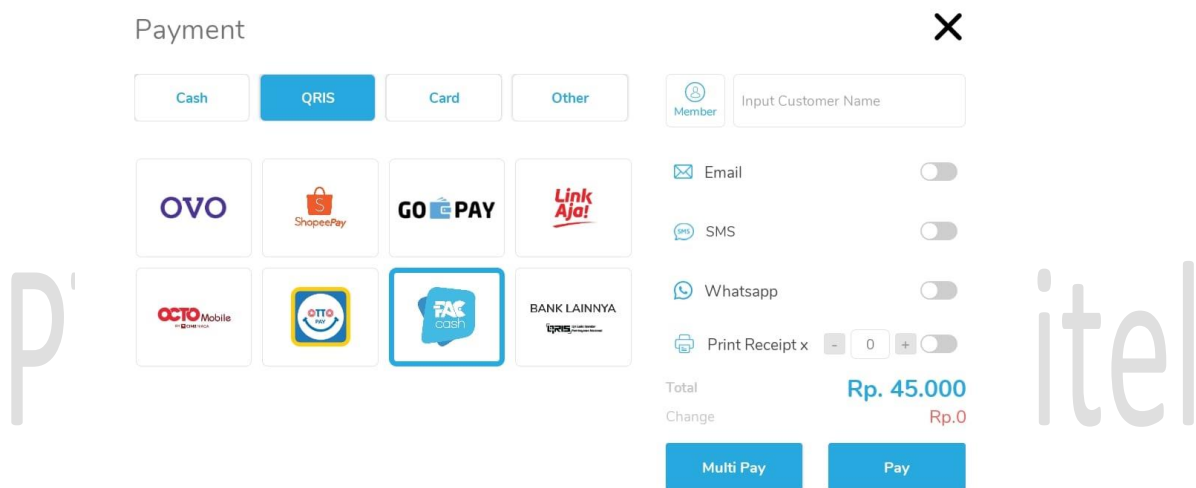 Payment
Cash
QRIS
Card
Other
OVO
ShopeePay
GO PAY
Link
Aja!
OCTO Mobile
OTTO
PAY
PAC
cash
BANK LAINNYA
QRIS
Member
Input Customer Name
Email
SMS
SMS
Whatsapp
Print Receipt x
-
0
+
Total
Rp. 45.000
Change
Rp.0
Multi Pay
Pay